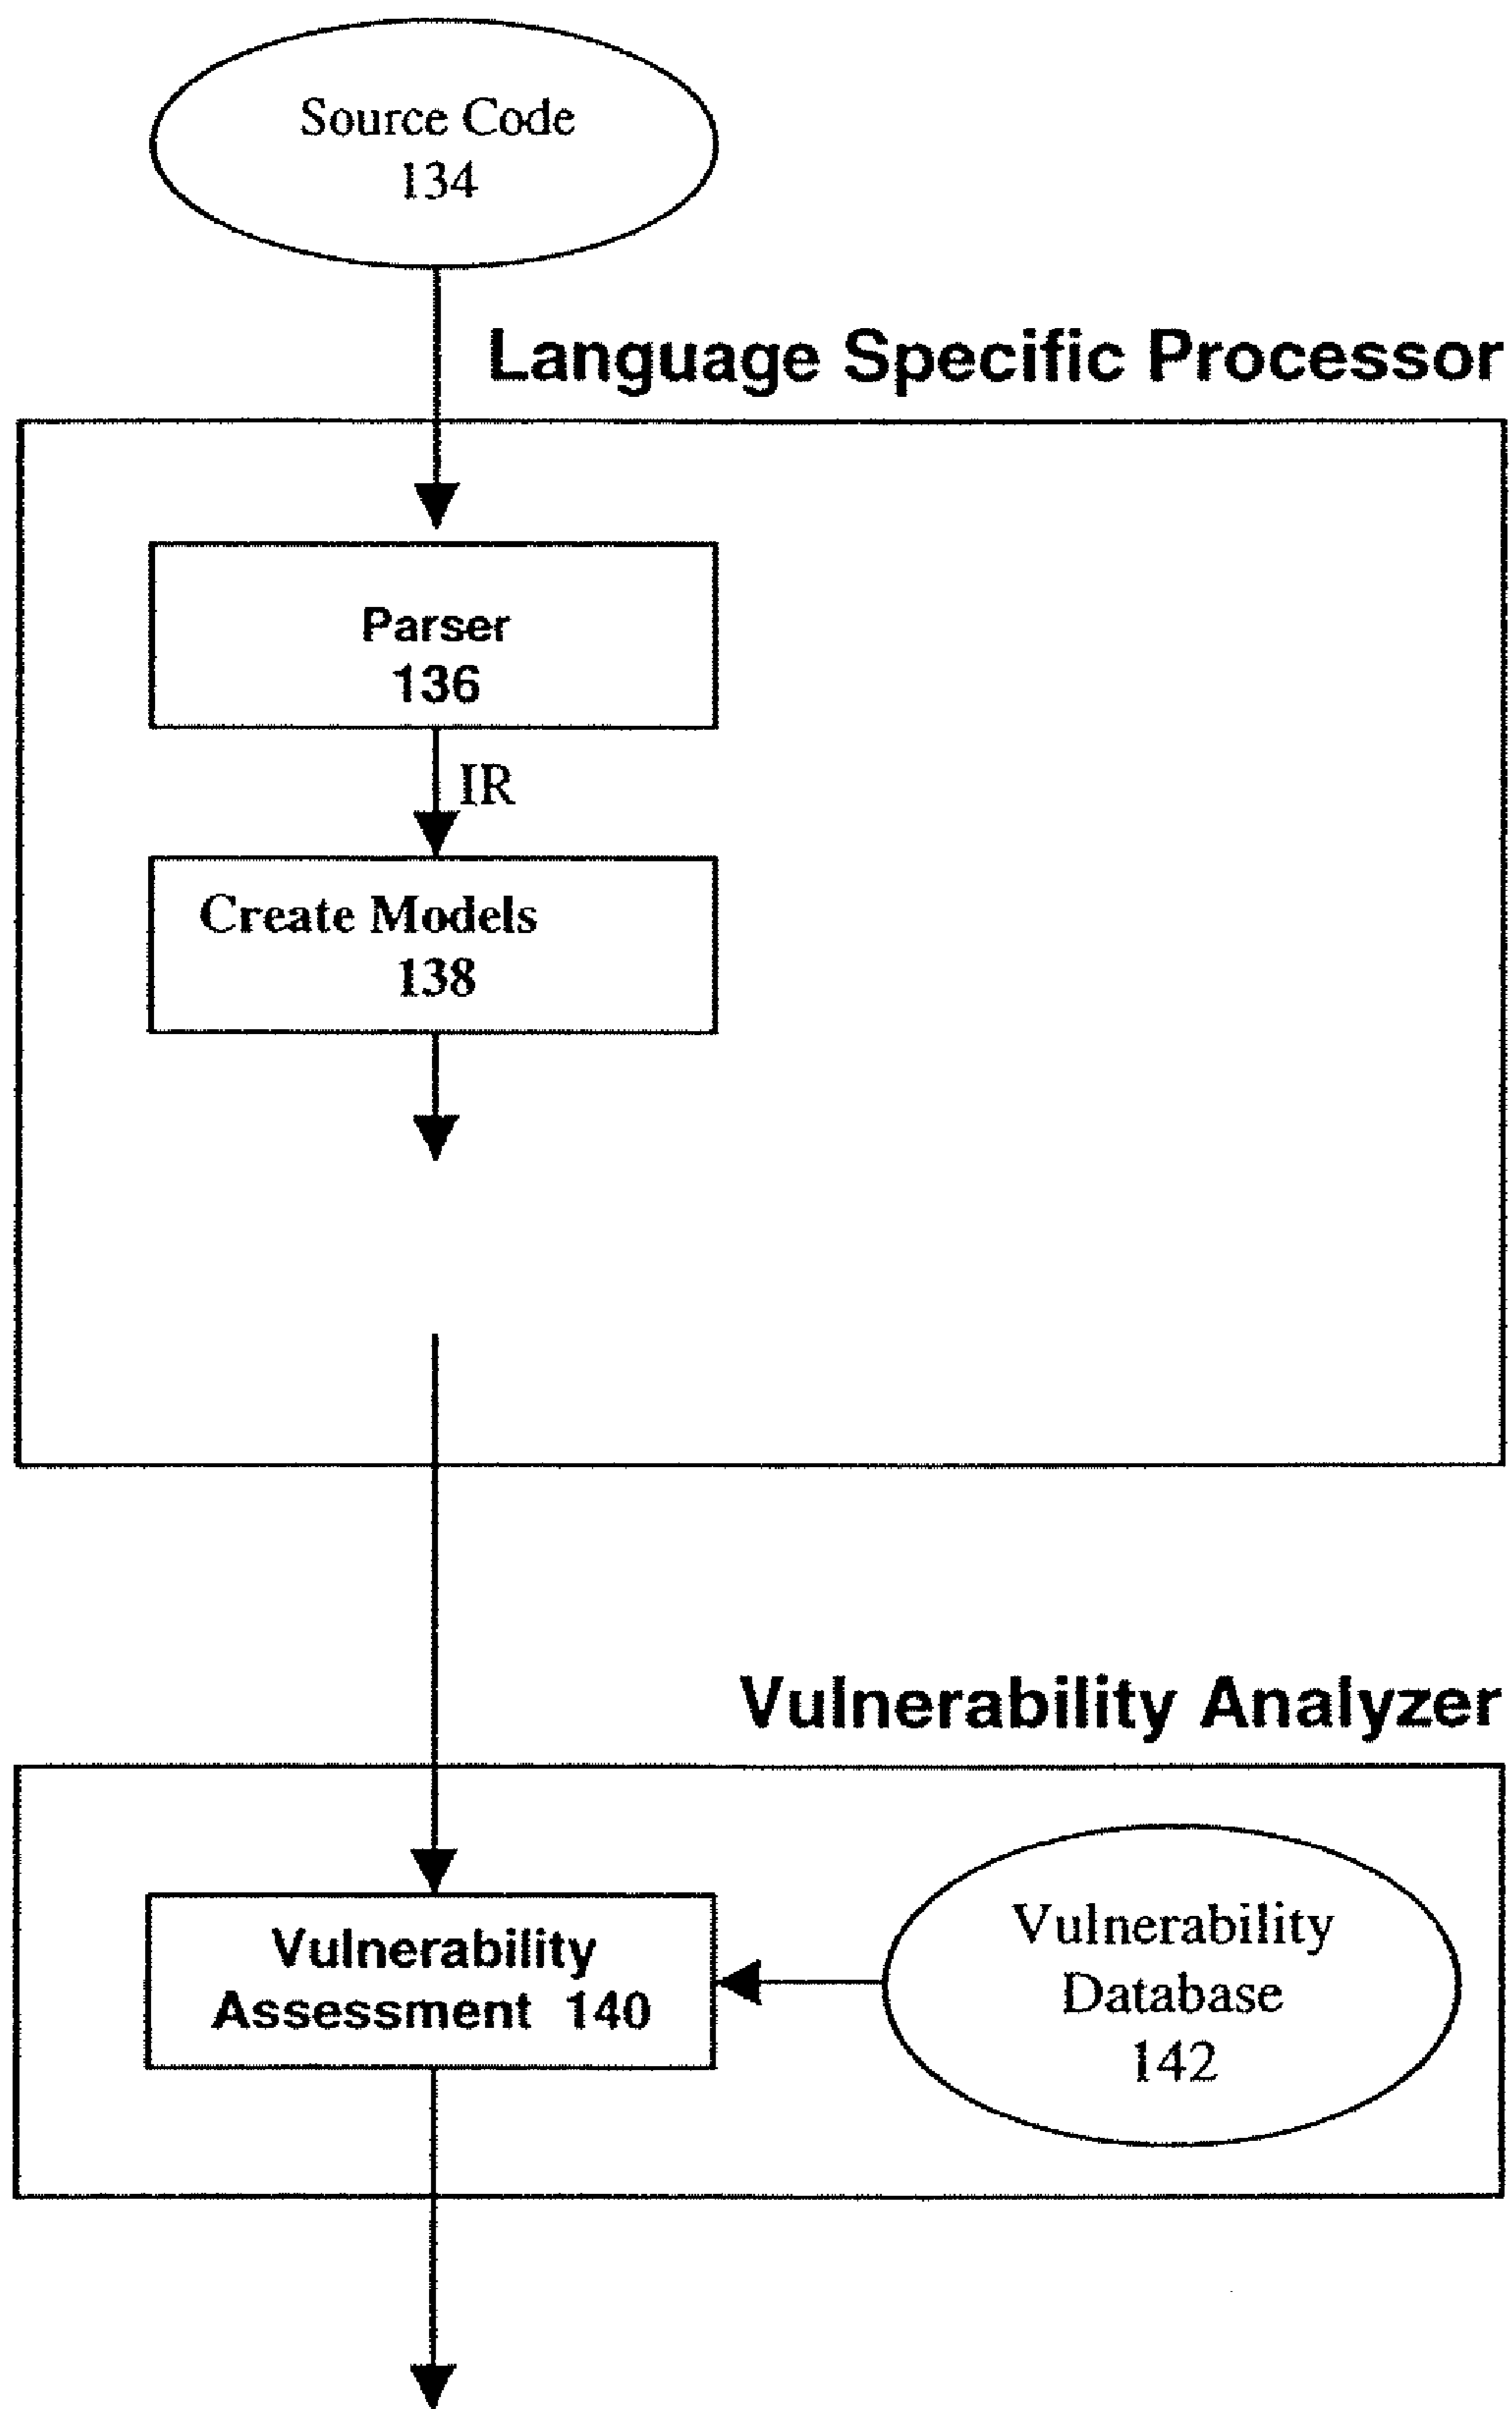 Source Code
134
Language Specific Processor
Parser
136
IR
Create Models
138
Vulnerability Analyzer
Vulnerability
Assessment 140
Vulnerability
Database
142